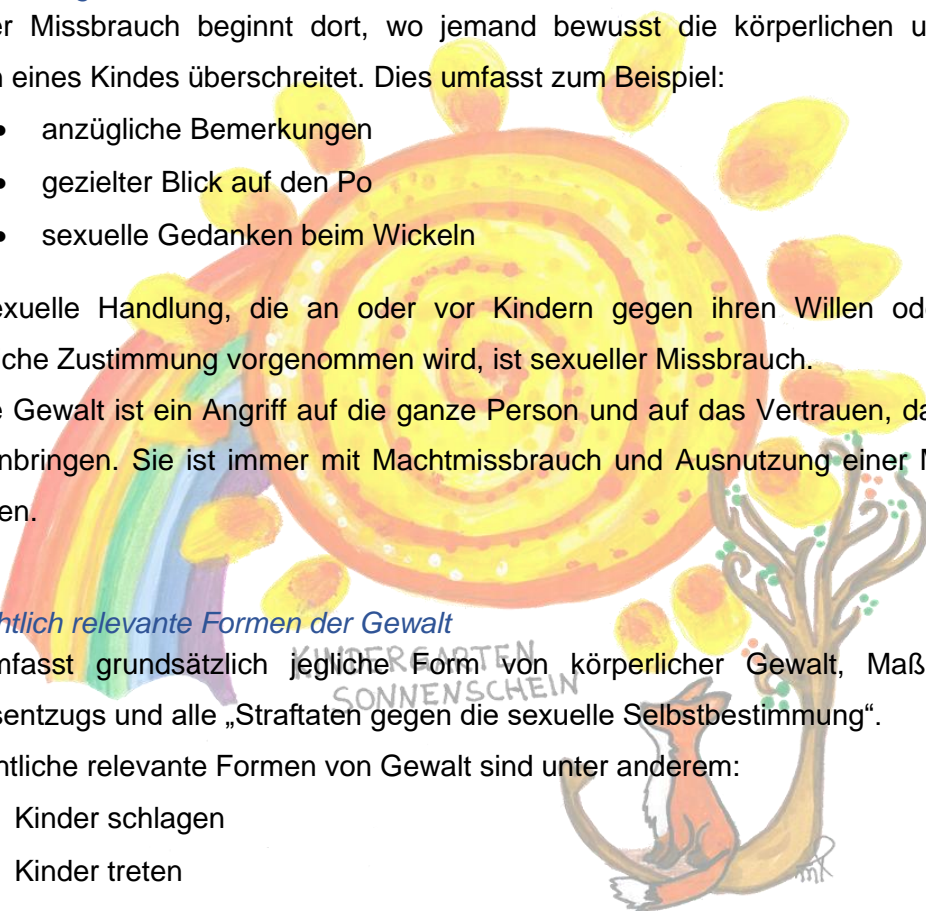 er Missbrauch beginnt dort, wo jemand bewusst die körperlichen u
n eines Kindes überschreitet. Dies umfasst zum Beispiel:
• anzügliche Bemerkungen
• gezielter Blick auf den Po
• sexuelle Gedanken beim Wickeln
exuelle Handlung, die an oder vor Kindern gegen ihren Willen od
iche Zustimmung vorgenommen wird, ist sexueller Missbrauch.
e Gewalt ist ein Angriff auf die ganze Person und auf das Vertrauen, da
nbringen. Sie ist immer mit Machtmissbrauch und Ausnutzung einer M
en.
htlich relevante Formen der Gewalt
mfasst grundsätzlich jegliche Form von körperlicher Gewalt, Maß
KINDERGARTEN
SONNENSCHEIN
sentzugs und alle „Straftaten gegen die sexuelle Selbstbestimmung“.
htliche relevante Formen von Gewalt sind unter anderem:
Kinder schlagen
Kinder treten